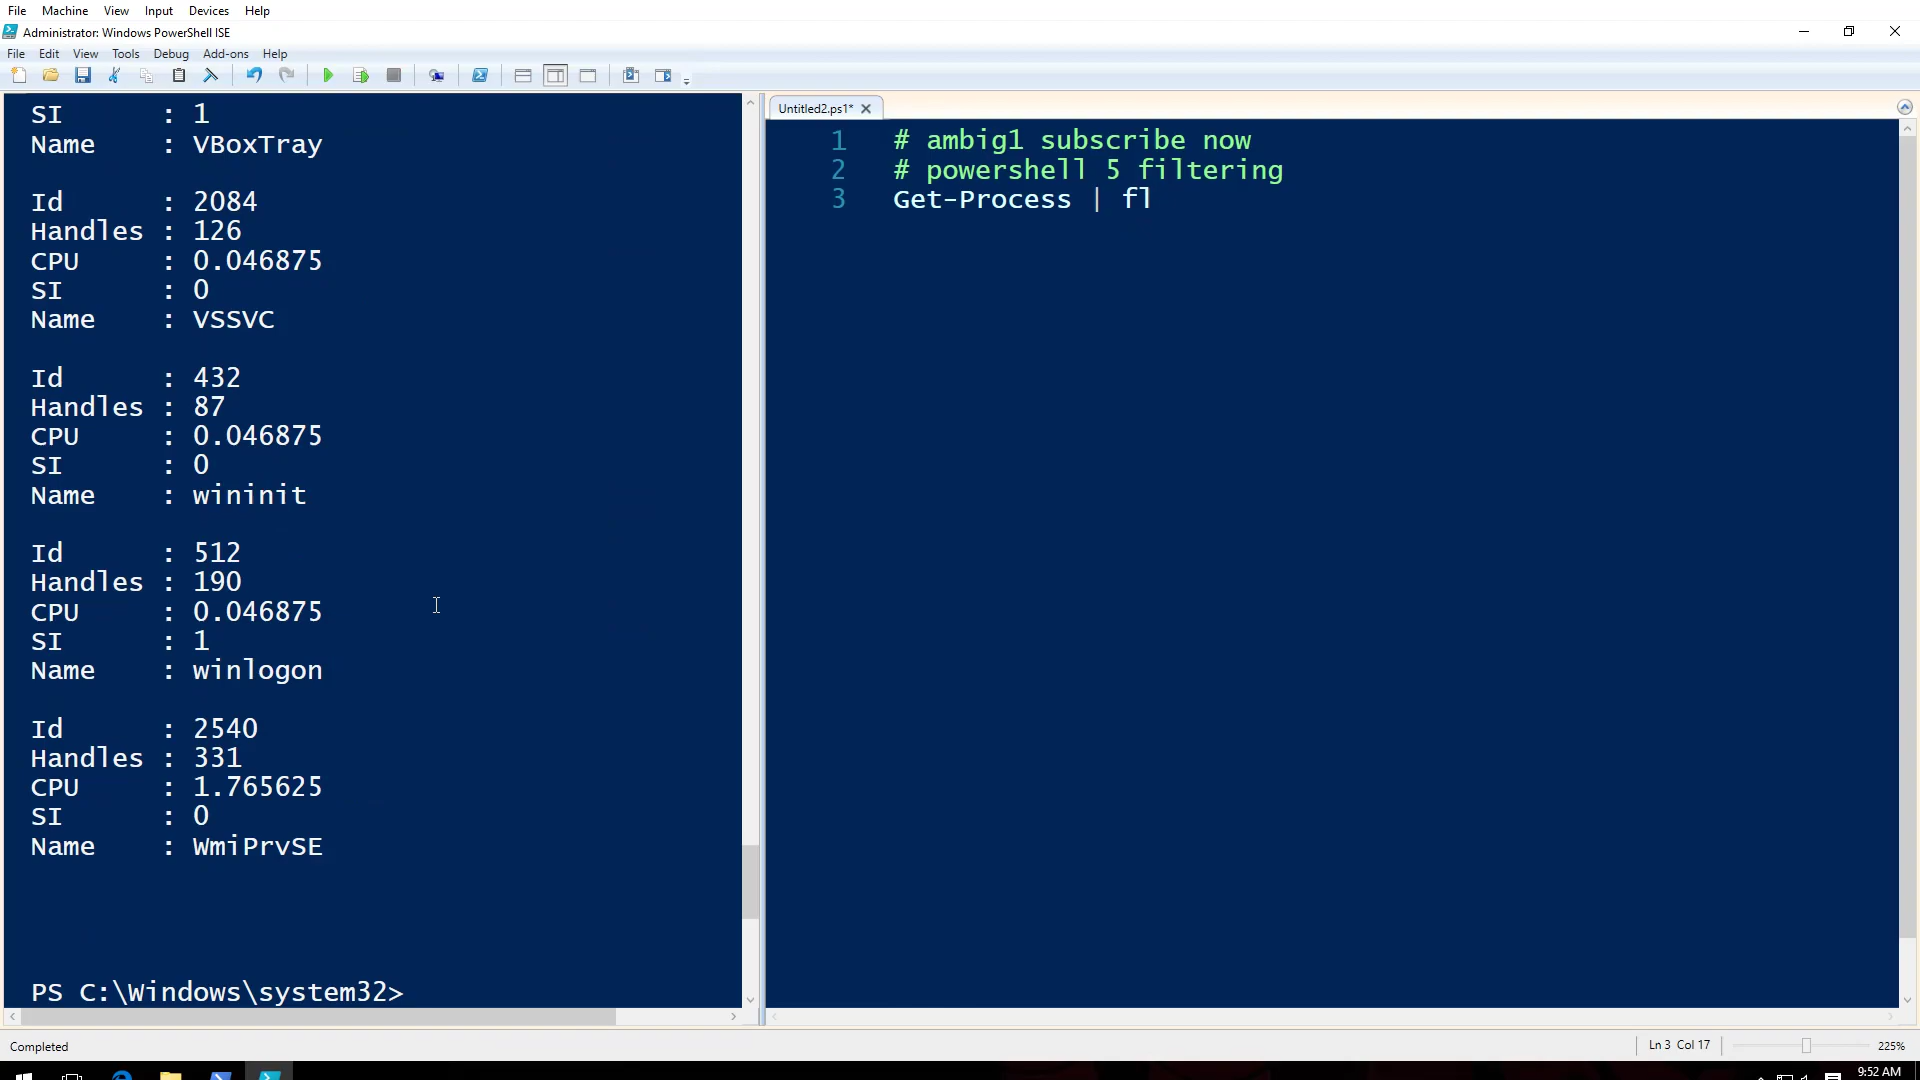 File Machine View Input Devices Help
Administrator: Windows PowerShell ISE
File Edit View Tools Debug Add-ons Help
SI : 1
Name : VBoxTray
Id : 2084
Handles : 126
CPU : 0.046875
SI : 0
Name : VSSVC
Id : 432
Handles : 87
CPU : 0.046875
SI : 0
Name : wininit
Id : 512
Handles : 190
CPU : 0.046875
SI : 1
Name : winlogon
Id : 2540
Handles : 331
CPU : 1.765625
SI : 0
Name : WmiPrvSE
PS C:\Windows\system32>
Untitled2.ps1*
1 # ambig1 subscribe now
2 # powershell 5 filtering
3 Get-Process | fl
Completed
Ln 3 Col 17
225%
9:52 AM